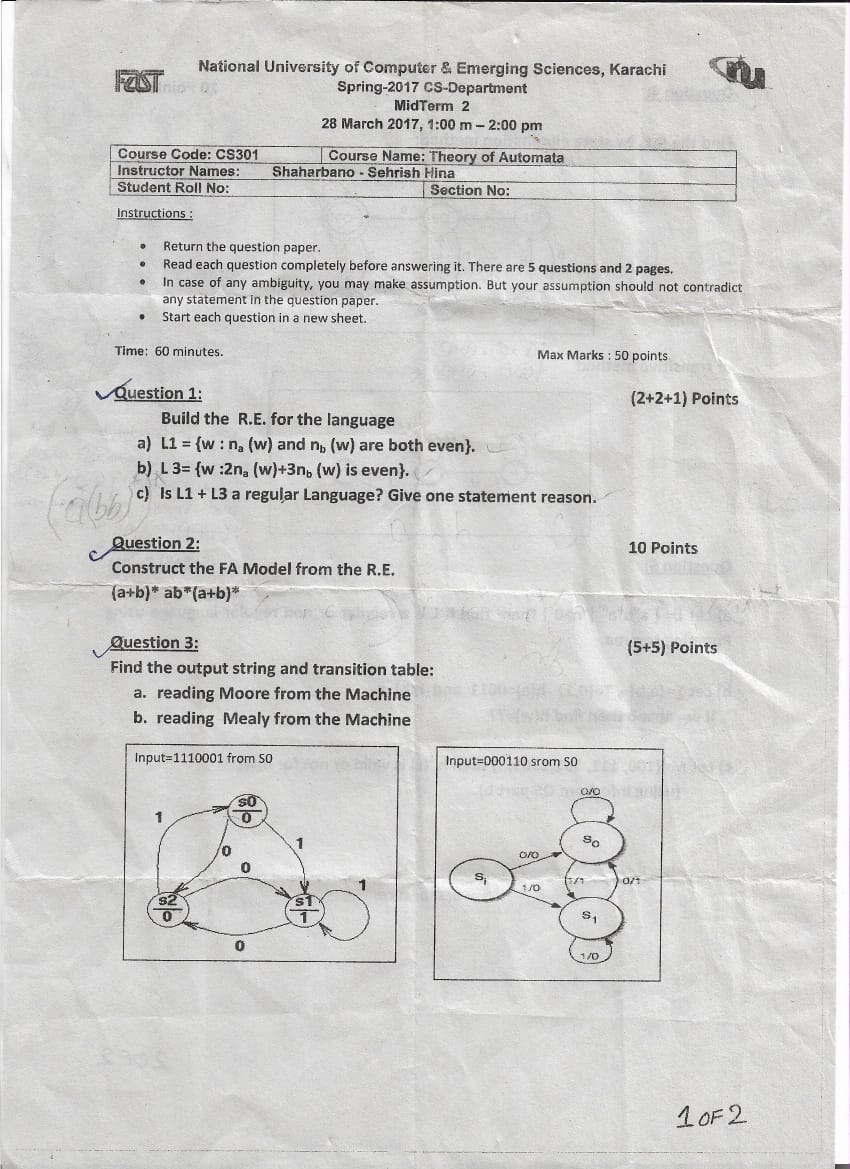 FAST
National University of Computer & Emerging Sciences, Karachi
nu
Spring-2017 CS-Department
MidTerm 2
28 March 2017, 1:00 m – 2:00 pm
Course Code: CS301 Course Name: Theory of Automata
Instructor Names: Shaharbano - Sehrish Hina
Student Roll No: Section No:
Instructions :
• Return the question paper.
• Read each question completely before answering it. There are 5 questions and 2 pages.
• In case of any ambiguity, you may make assumption. But your assumption should not contradict
any statement in the question paper.
• Start each question in a new sheet.
Time: 60 minutes. Max Marks : 50 points
Question 1: (2+2+1) Points
Build the R.E. for the language
a) L1 = {w : nₐ (w) and n_b (w) are both even}.
b) L 3= {w :2nₐ (w)+3n_b (w) is even}.
c) Is L1 + L3 a regular Language? Give one statement reason.
Question 2: 10 Points
Construct the FA Model from the R.E.
(a+b)* ab*(a+b)*
Question 3: (5+5) Points
Find the output string and transition table:
a. reading Moore from the Machine
b. reading Mealy from the Machine
Input=1110001 from S0
s0
0
1
0
1
0
1
s2
0
s1
1
0
Input=000110 srom S0
0/0
S₀
0/0
Sᵢ
1/0
1/1
0/1
S₁
1/0
1 OF 2